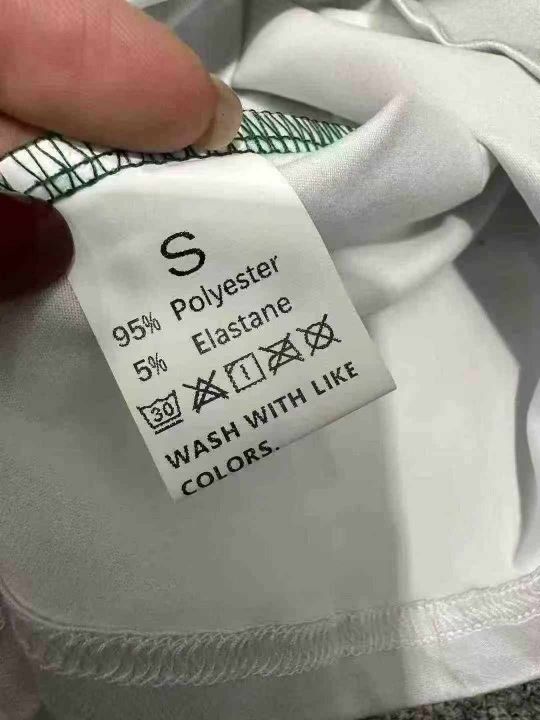 S
95% Polyester
5% Elastane
30
WASH WITH LIKE
COLORS.